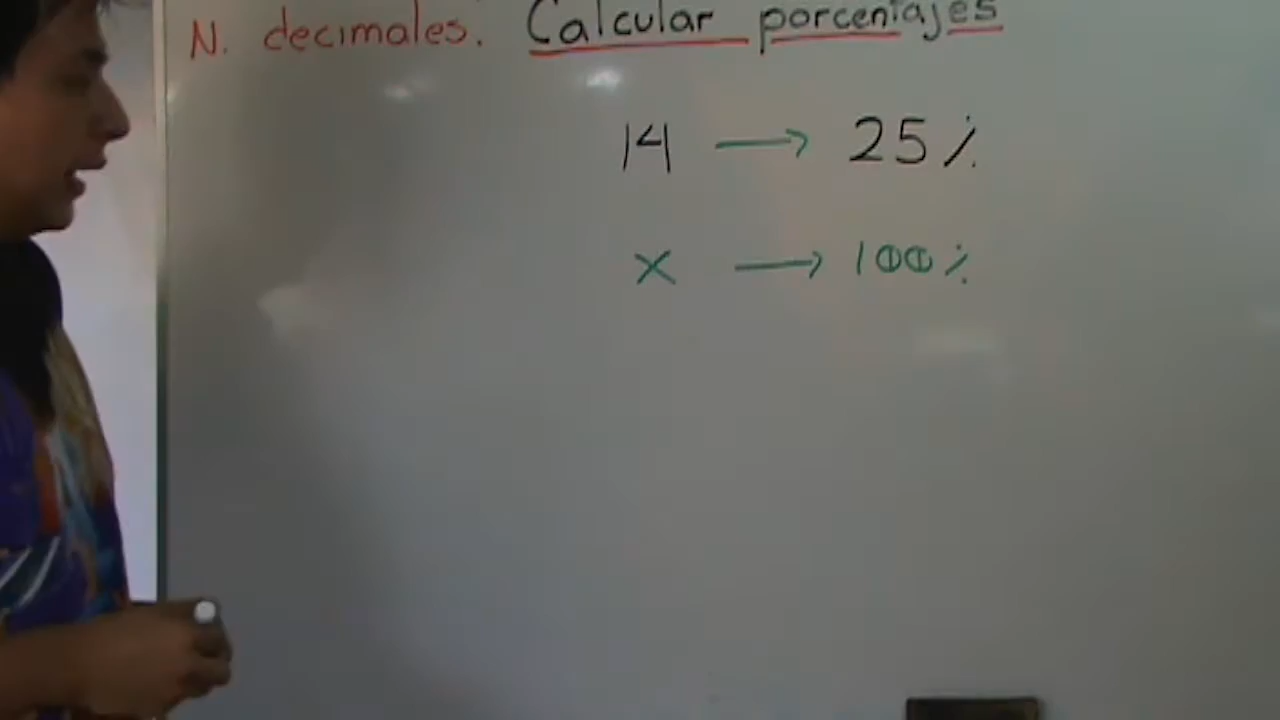 N. decimales. Calcular porcentajes
14 → 25%
x → 100%